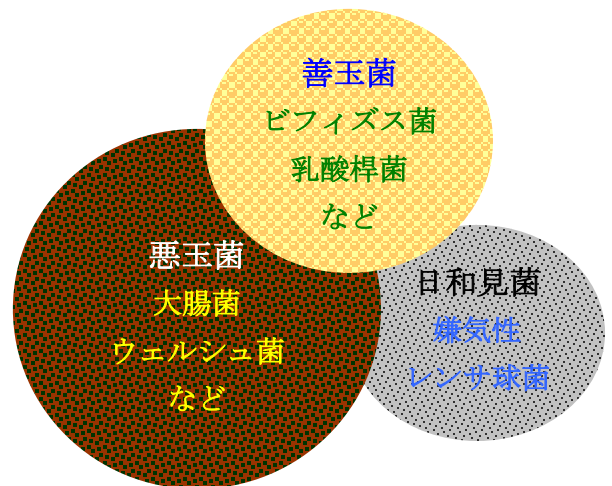 善玉菌
ビフィズス菌
乳酸桿菌
など
悪玉菌
大腸菌
ウェルシュ菌
など
日和見菌
嫌気性
レンサ球菌